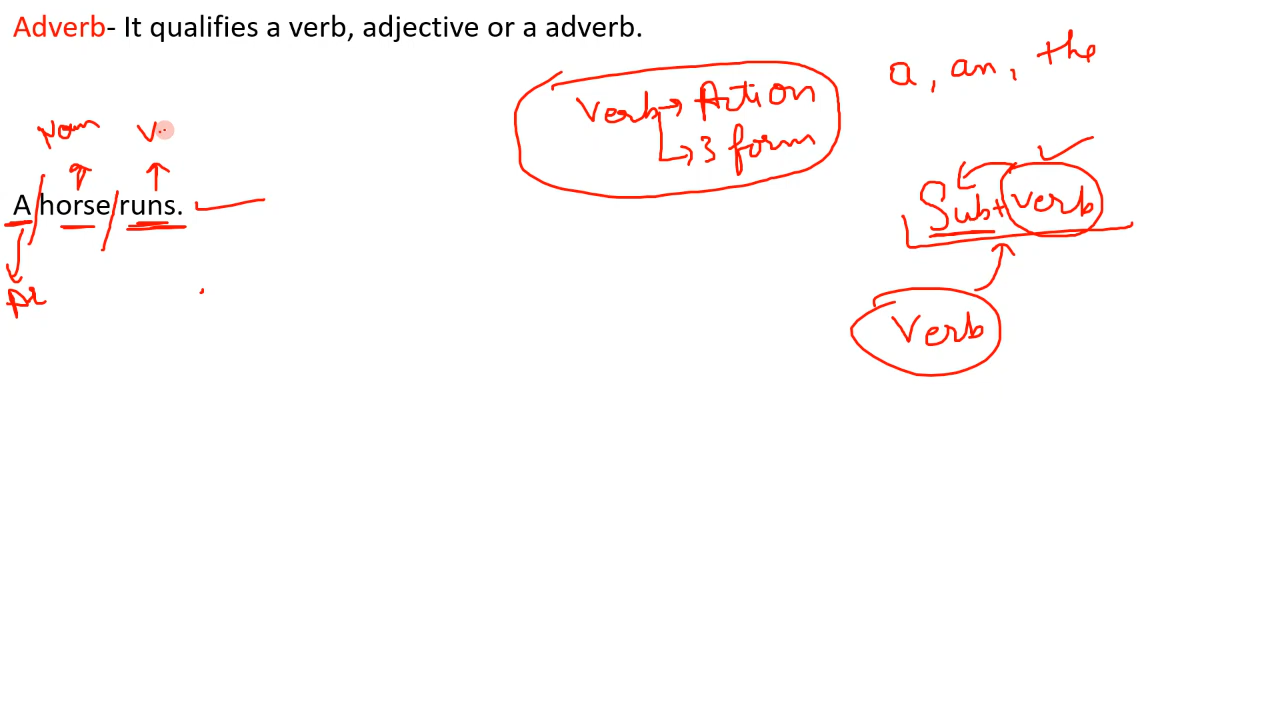 Adverb- It qualifies a verb, adjective or a adverb.
a, an, the
Verb → Action
↳ 3 form
Noun V
A/horse/runs.
Sub + verb
Verb